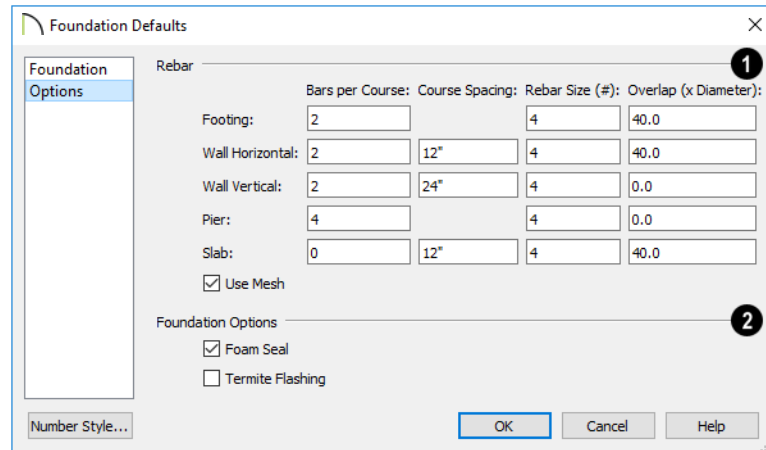 Foundation Defaults
Foundation
Options
Rebar
1
Bars per Course: Course Spacing: Rebar Size (#): Overlap (x Diameter):
Footing: 2 4 40.0
Wall Horizontal: 2 12" 4 40.0
Wall Vertical: 2 24" 4 0.0
Pier: 4 4 0.0
Slab: 0 12" 4 40.0
Use Mesh
Foundation Options
2
Foam Seal
Termite Flashing
Number Style... OK Cancel Help